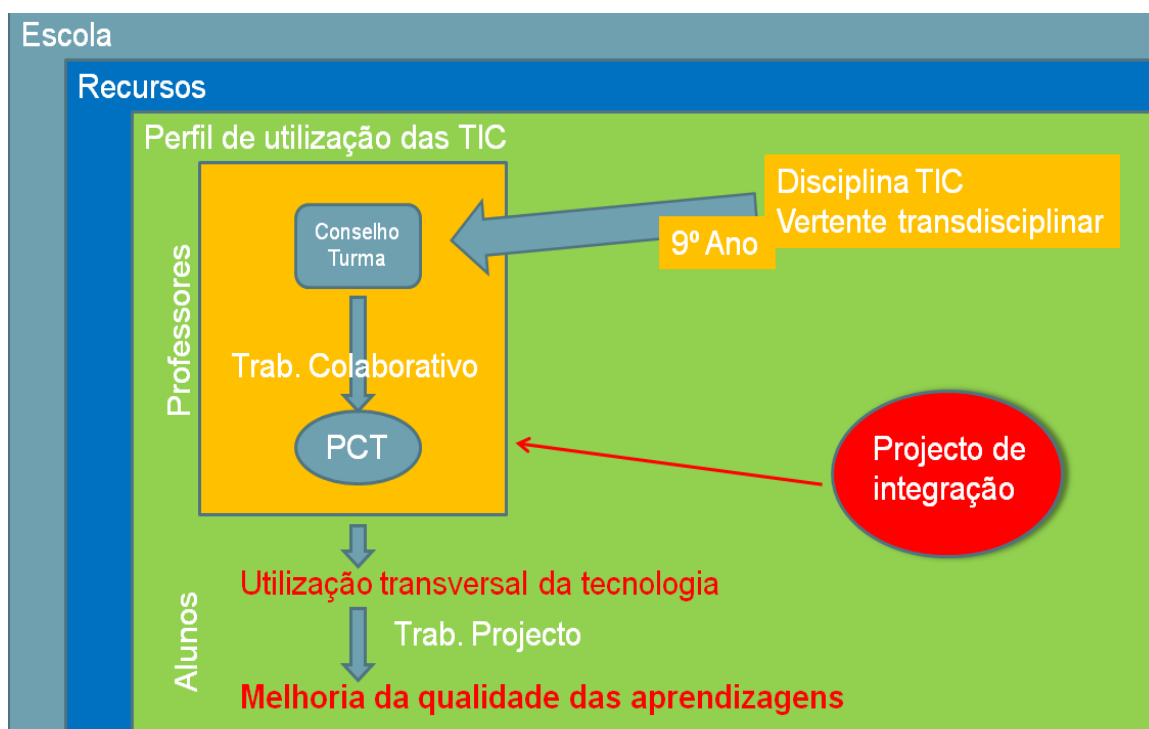 Escola
Recursos
Perfil de utilização das TIC
Disciplina TIC
Vertente transdisciplinar
9º Ano
Conselho
Turma
Professores
Trab. Colaborativo
PCT
Projecto de
integração
Utilização transversal da tecnologia
Alunos
Trab. Projecto
Melhoria da qualidade das aprendizagens